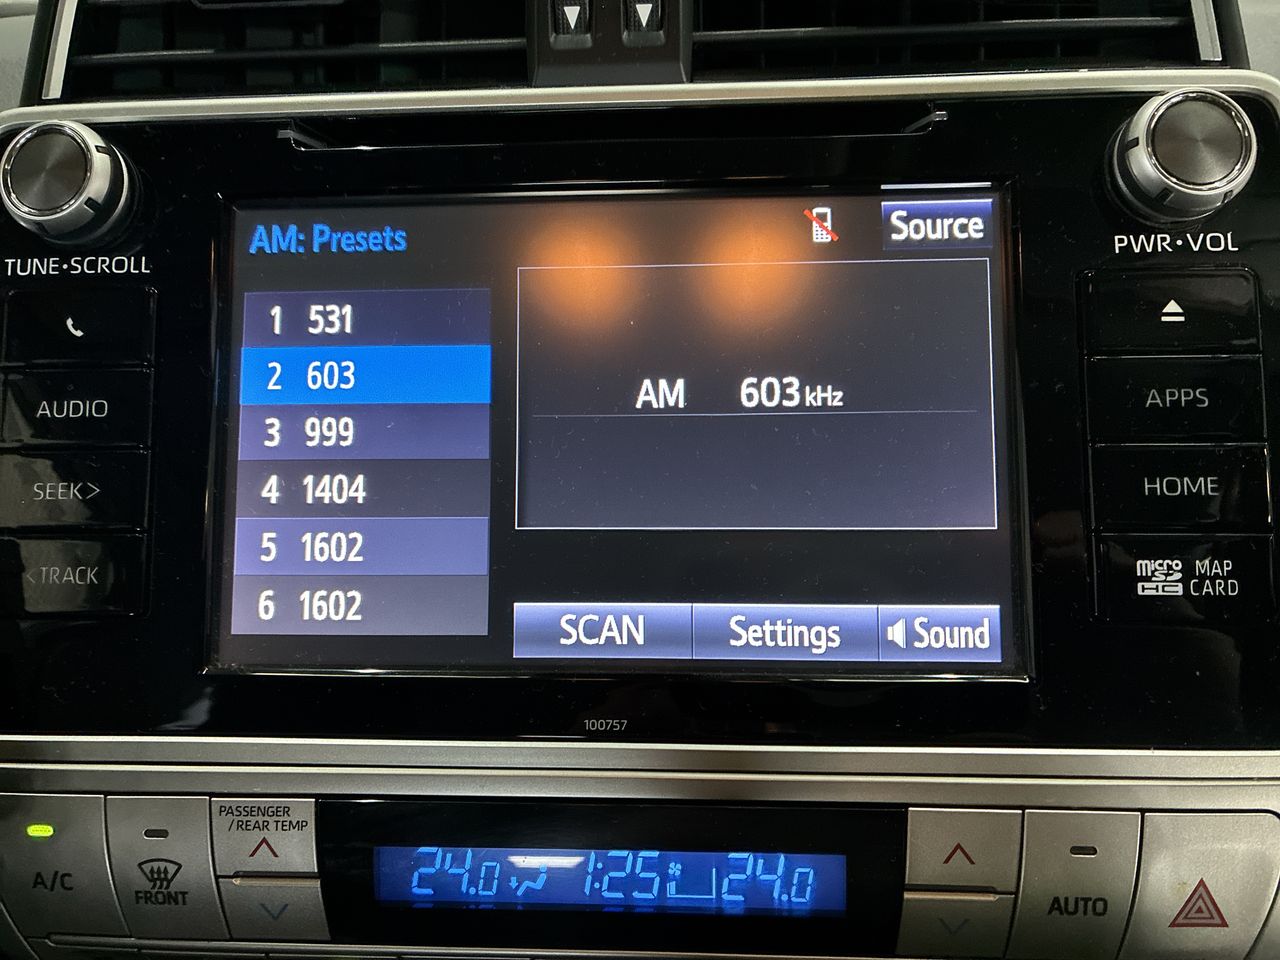 AM: Presets
Source
1 531
2 603
3 999
4 1404
5 1602
6 1602
AM 603 kHz
SCAN
Settings
Sound
TUNE•SCROLL
AUDIO
SEEK>
<TRACK
PWR•VOL
APPS
HOME
micro SD HC MAP CARD
100757
A/C
FRONT
PASSENGER
/REAR TEMP
24.0 1:25 24.0
AUTO